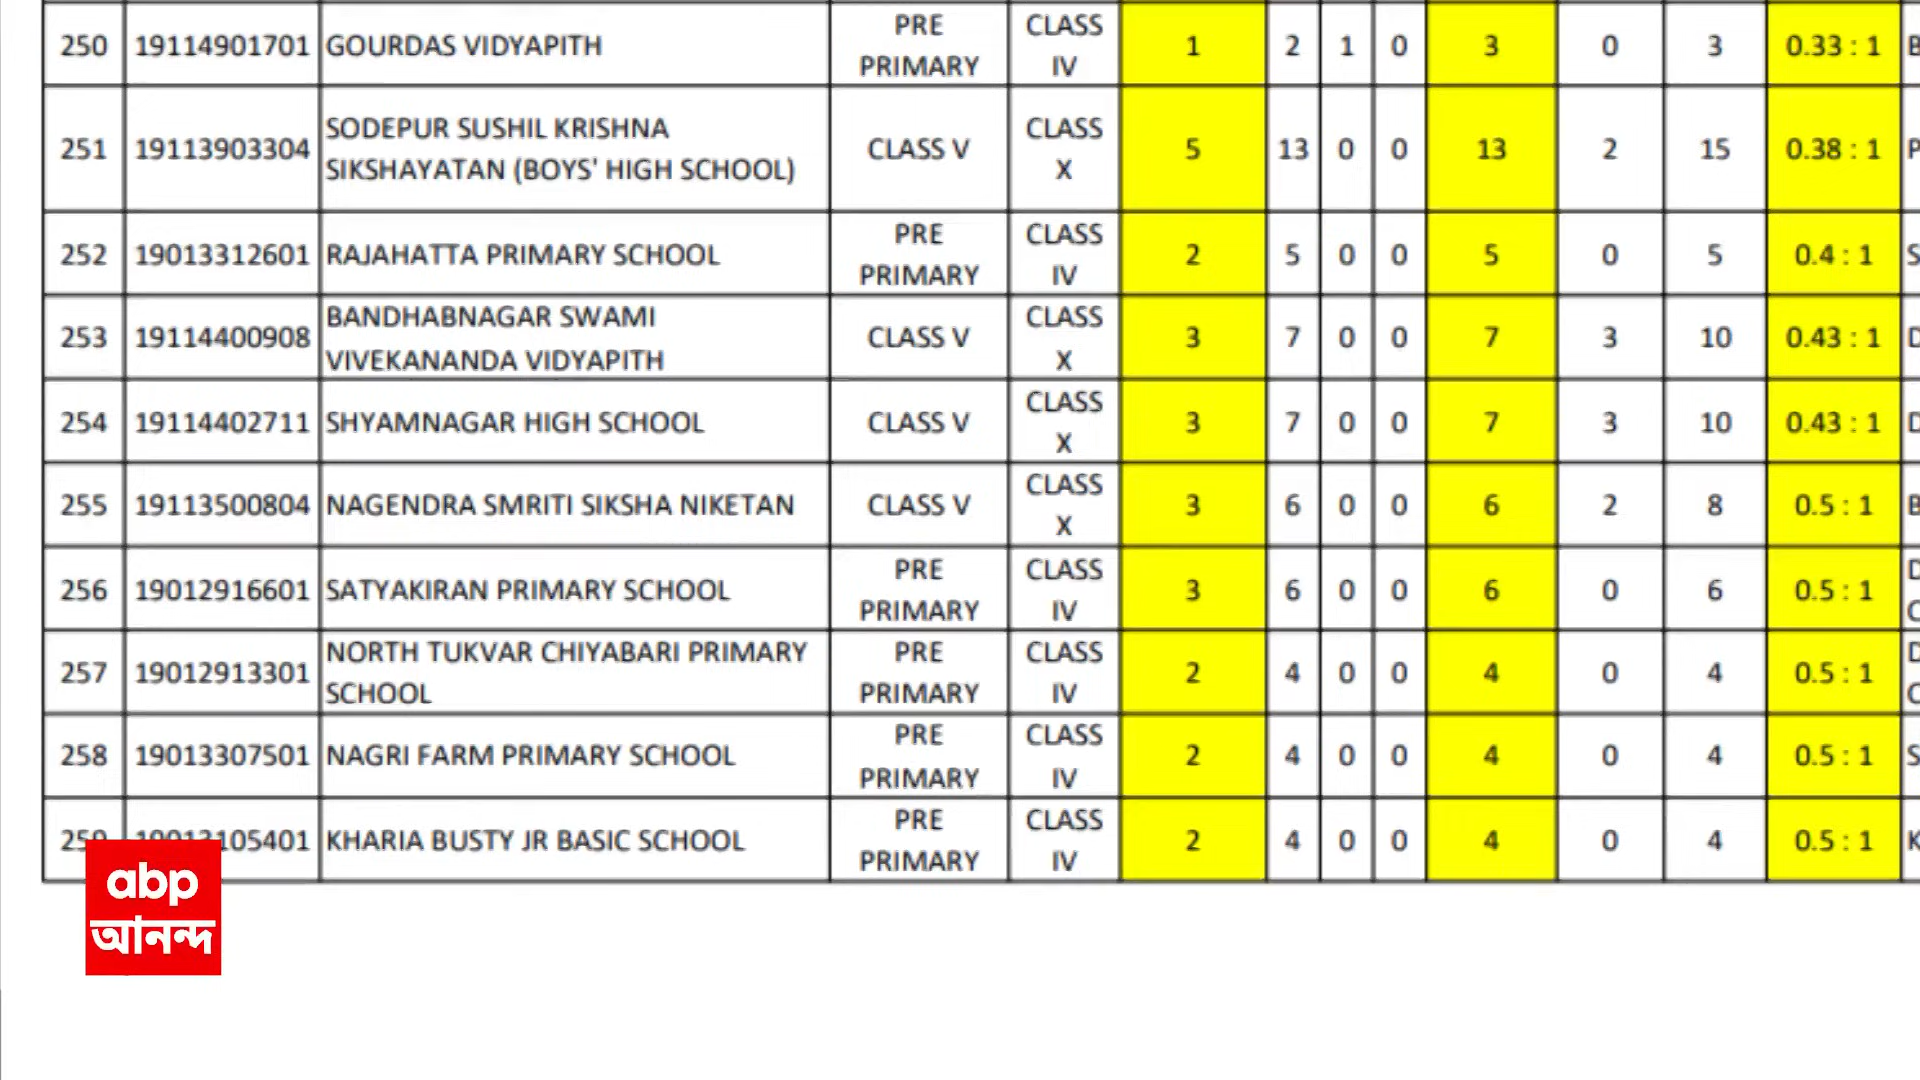 250 19114901701 GOURDAS VIDYAPITH PRE PRIMARY CLASS IV 1 2 1 0 3 0 3 0.33 : 1
251 19113903304 SODEPUR SUSHIL KRISHNA SIKSHAYATAN (BOYS' HIGH SCHOOL) CLASS V CLASS X 5 13 0 0 13 2 15 0.38 : 1
252 19013312601 RAJAHATTA PRIMARY SCHOOL PRE PRIMARY CLASS IV 2 5 0 0 5 0 5 0.4 : 1
253 19114400908 BANDHABNAGAR SWAMI VIVEKANANDA VIDYAPITH CLASS V CLASS X 3 7 0 0 7 3 10 0.43 : 1
254 19114402711 SHYAMNAGAR HIGH SCHOOL CLASS V CLASS X 3 7 0 0 7 3 10 0.43 : 1
255 19113500804 NAGENDRA SMRITI SIKSHA NIKETAN CLASS V CLASS X 3 6 0 0 6 2 8 0.5 : 1
256 19012916601 SATYAKIRAN PRIMARY SCHOOL PRE PRIMARY CLASS IV 3 6 0 0 6 0 6 0.5 : 1
257 19012913301 NORTH TUKVAR CHIYABARI PRIMARY SCHOOL PRE PRIMARY CLASS IV 2 4 0 0 4 0 4 0.5 : 1
258 19013307501 NAGRI FARM PRIMARY SCHOOL PRE PRIMARY CLASS IV 2 4 0 0 4 0 4 0.5 : 1
259 19013105401 KHARIA BUSTY JR BASIC SCHOOL PRE PRIMARY CLASS IV 2 4 0 0 4 0 4 0.5 : 1
abp
আনন্দ